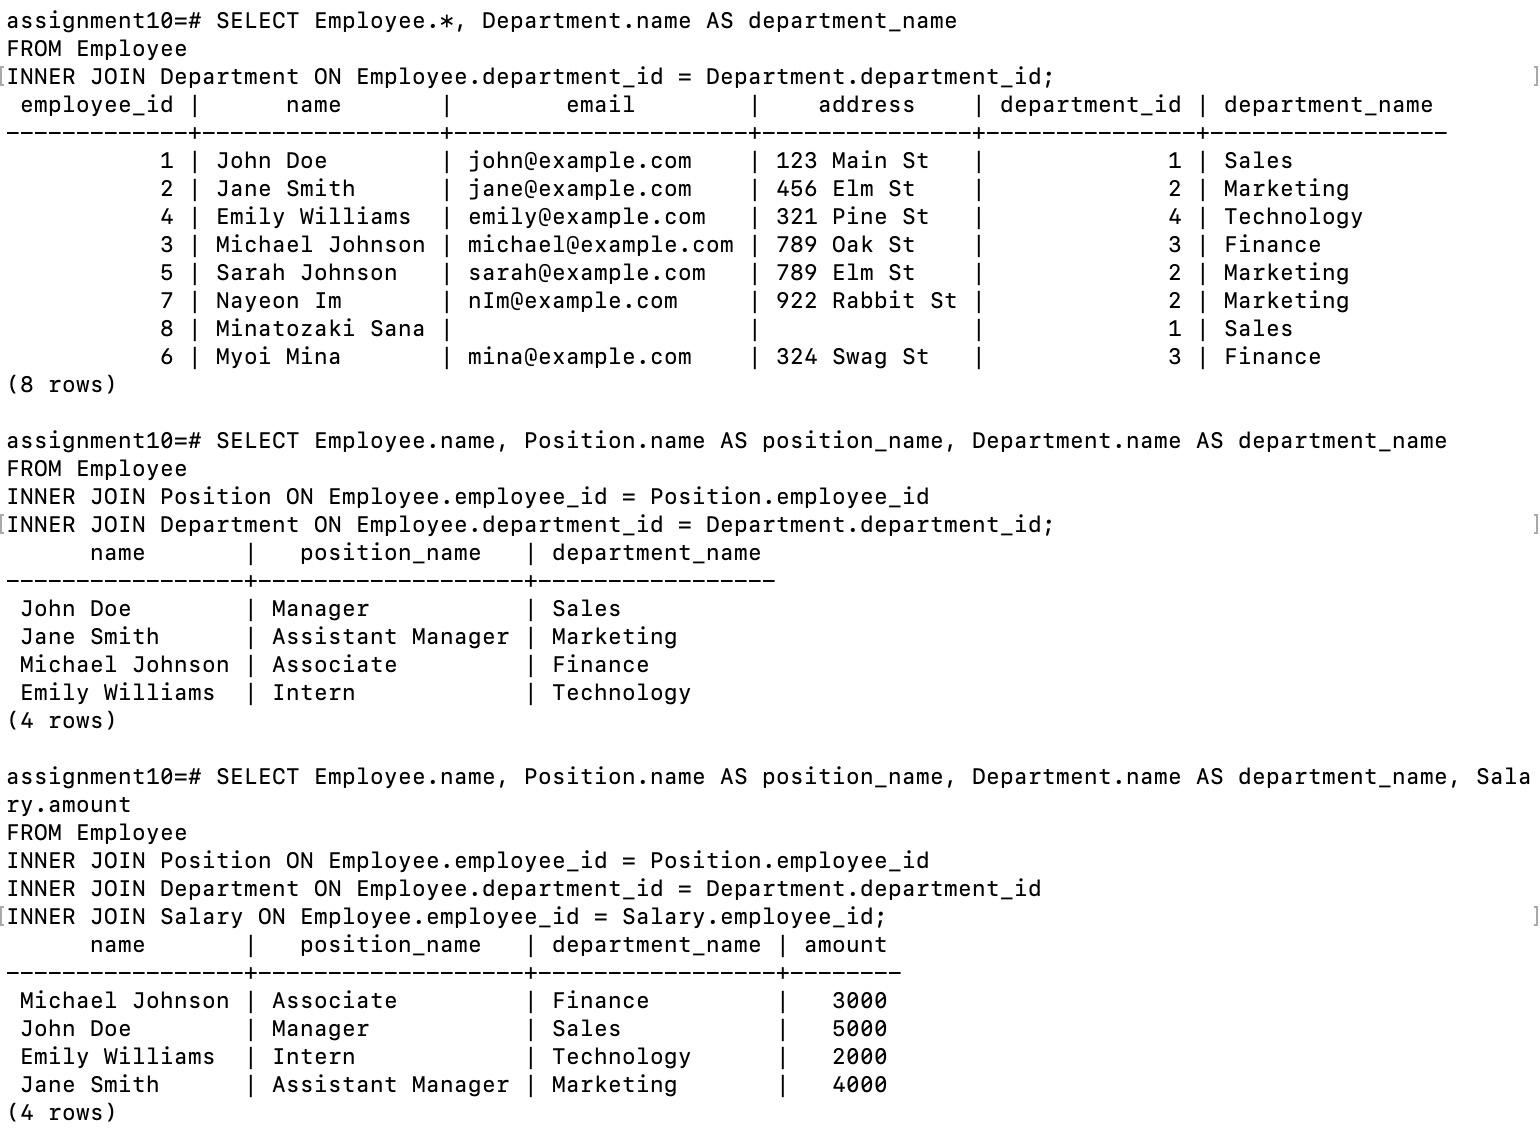 assignment10=# SELECT Employee.*, Department.name AS department_name
FROM Employee
[INNER JOIN Department ON Employee.department_id = Department.department_id; ]
 employee_id |      name       |        email        |    address    | department_id | department_name
-------------+-----------------+---------------------+---------------+---------------+-----------------
           1 | John Doe        | john@example.com    | 123 Main St   |             1 | Sales
           2 | Jane Smith      | jane@example.com    | 456 Elm St    |             2 | Marketing
           4 | Emily Williams  | emily@example.com   | 321 Pine St   |             4 | Technology
           3 | Michael Johnson | michael@example.com | 789 Oak St    |             3 | Finance
           5 | Sarah Johnson   | sarah@example.com   | 789 Elm St    |             2 | Marketing
           7 | Nayeon Im       | nIm@example.com     | 922 Rabbit St |             2 | Marketing
           8 | Minatozaki Sana |                     |               |             1 | Sales
           6 | Myoi Mina       | mina@example.com    | 324 Swag St   |             3 | Finance
(8 rows)

assignment10=# SELECT Employee.name, Position.name AS position_name, Department.name AS department_name
FROM Employee
INNER JOIN Position ON Employee.employee_id = Position.employee_id
[INNER JOIN Department ON Employee.department_id = Department.department_id; ]
      name       |   position_name   | department_name
-----------------+-------------------+-----------------
 John Doe        | Manager           | Sales
 Jane Smith      | Assistant Manager | Marketing
 Michael Johnson | Associate         | Finance
 Emily Williams  | Intern            | Technology
(4 rows)

assignment10=# SELECT Employee.name, Position.name AS position_name, Department.name AS department_name, Sala
ry.amount
FROM Employee
INNER JOIN Position ON Employee.employee_id = Position.employee_id
INNER JOIN Department ON Employee.department_id = Department.department_id
[INNER JOIN Salary ON Employee.employee_id = Salary.employee_id; ]
      name       |   position_name   | department_name | amount
-----------------+-------------------+-----------------+--------
 Michael Johnson | Associate         | Finance         |   3000
 John Doe        | Manager           | Sales           |   5000
 Emily Williams  | Intern            | Technology      |   2000
 Jane Smith      | Assistant Manager | Marketing       |   4000
(4 rows)